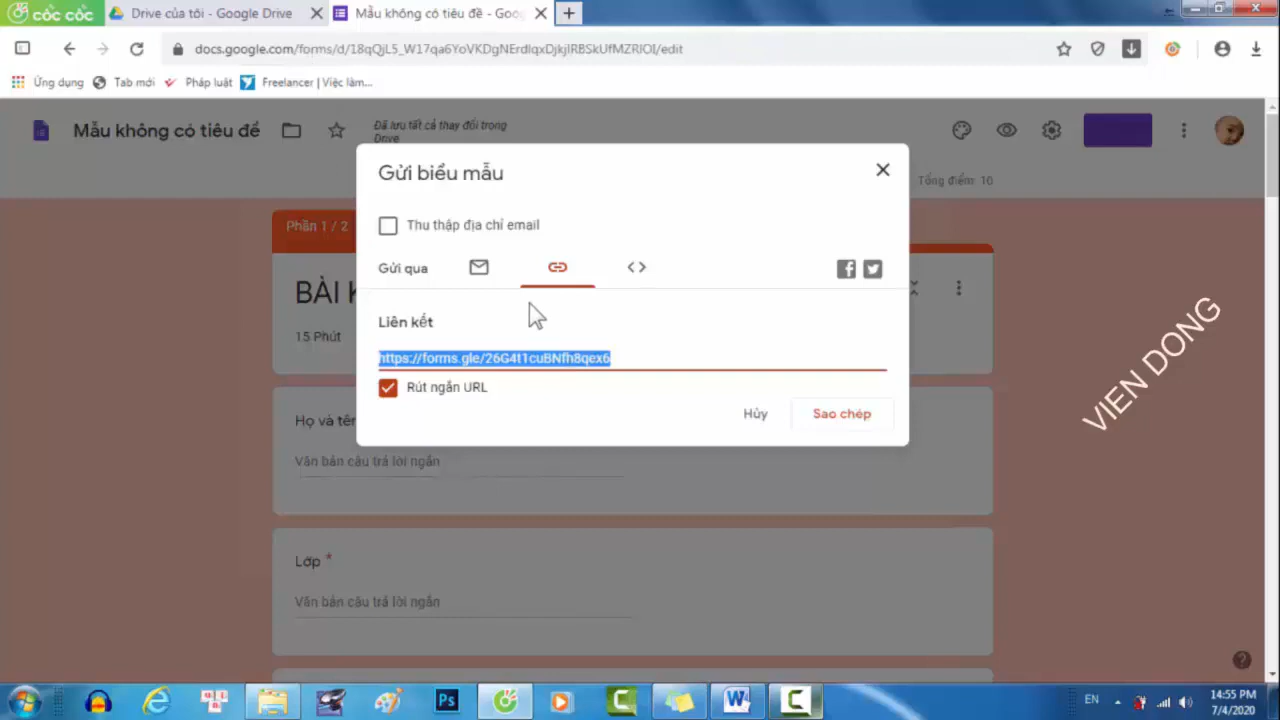 cốc cốc
Drive của tôi - Google Drive
Mẫu không có tiêu đề - Goo
docs.google.com/forms/d/18qQjL5_W17qa6YoVKDgNErdIqxDjkjlRBSkUfMZRlOI/edit
Ứng dụng
Tab mới
Pháp luật
Freelancer | Việc làm...
Mẫu không có tiêu đề
Đã lưu tất cả thay đổi trong
Drive
Tổng điểm: 10
Gửi biểu mẫu
Thu thập địa chỉ email
Gửi qua
Liên kết
https://forms.gle/26G4t1cuBNfh8qex6
Rút ngắn URL
Hủy
Sao chép
Phần 1 / 2
BÀI K
15 Phút
Họ và tên
Văn bản câu trả lời ngắn
Lớp *
Văn bản câu trả lời ngắn
VIEN DONG
EN
14:55 PM
7/4/2020